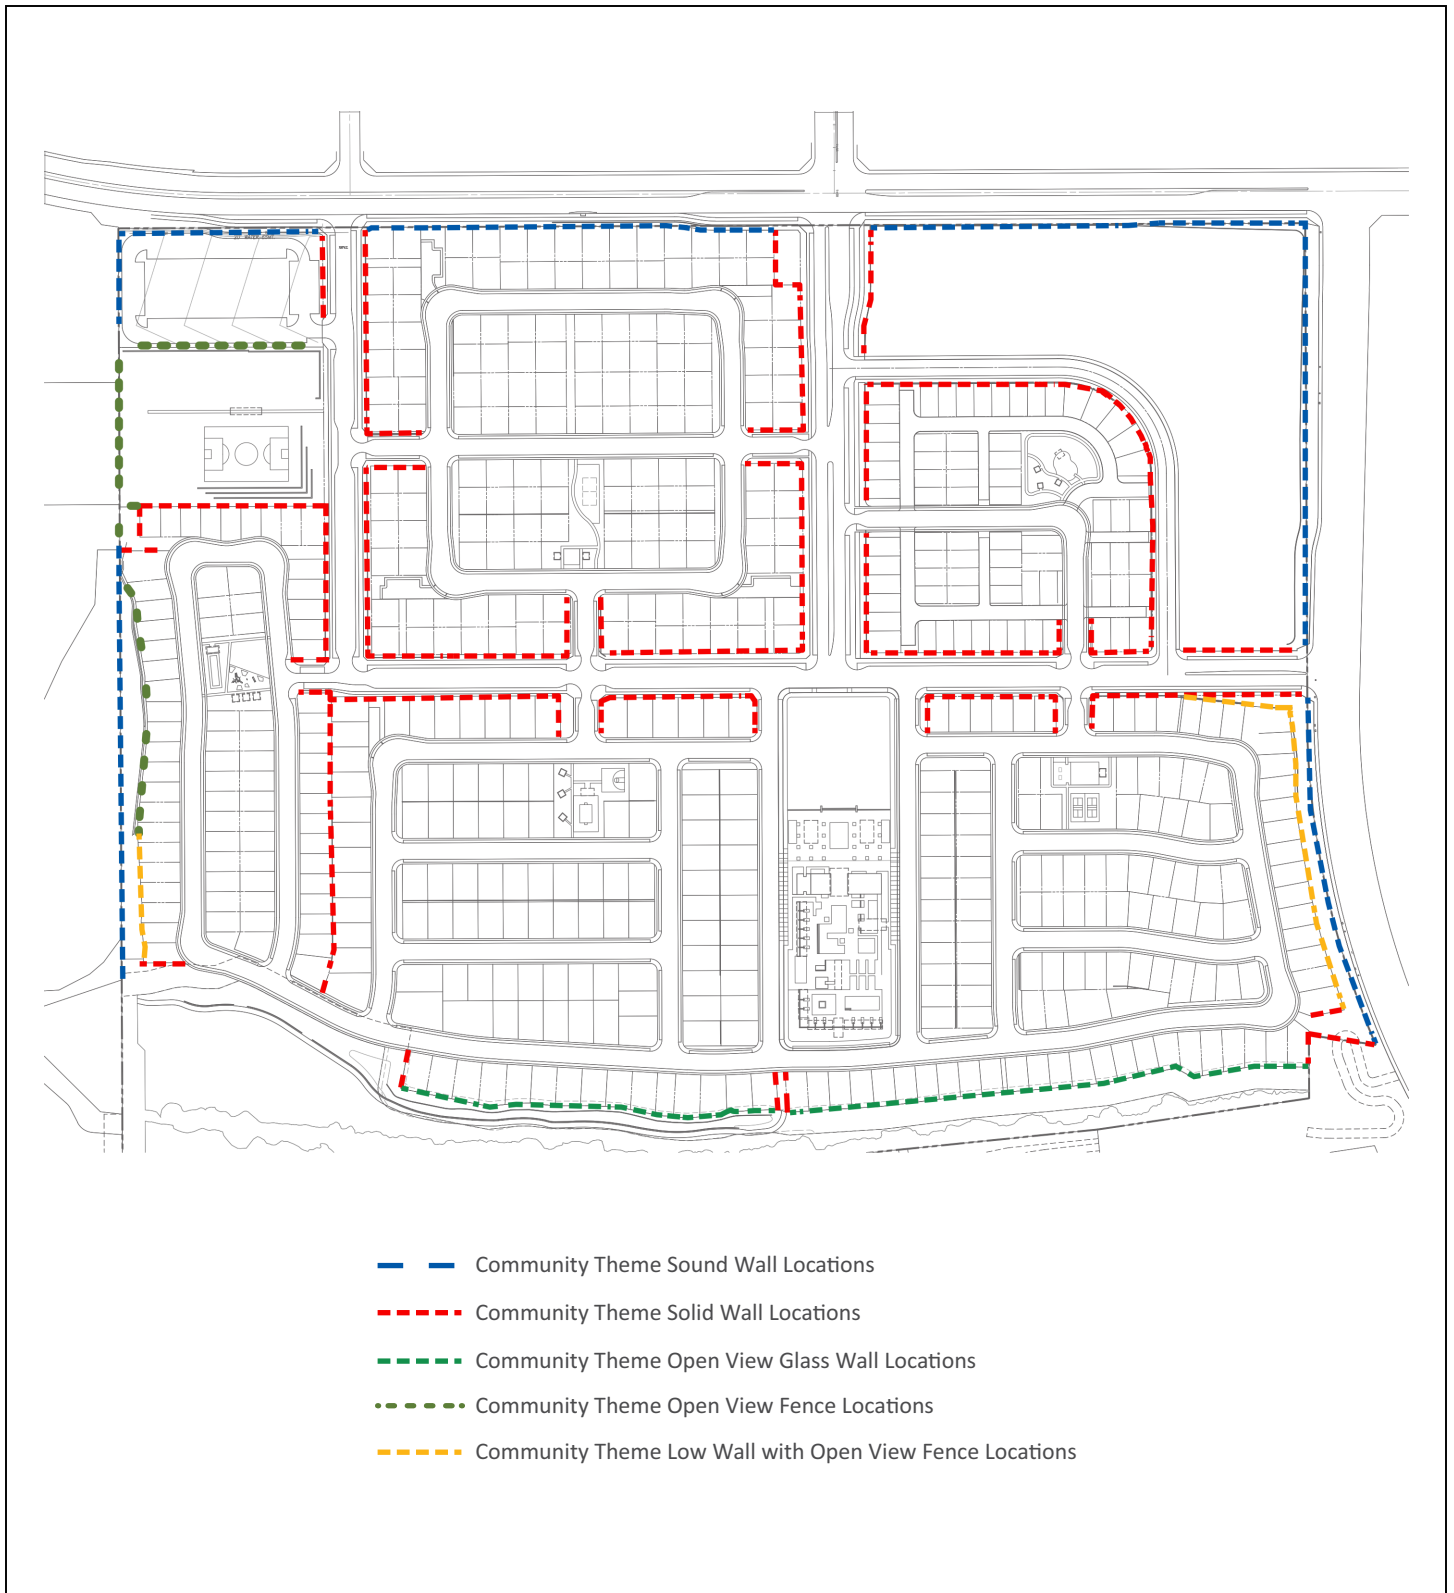 Community Theme Sound Wall Locations
Community Theme Solid Wall Locations
Community Theme Open View Glass Wall Locations
Community Theme Open View Fence Locations
Community Theme Low Wall with Open View Fence Locations